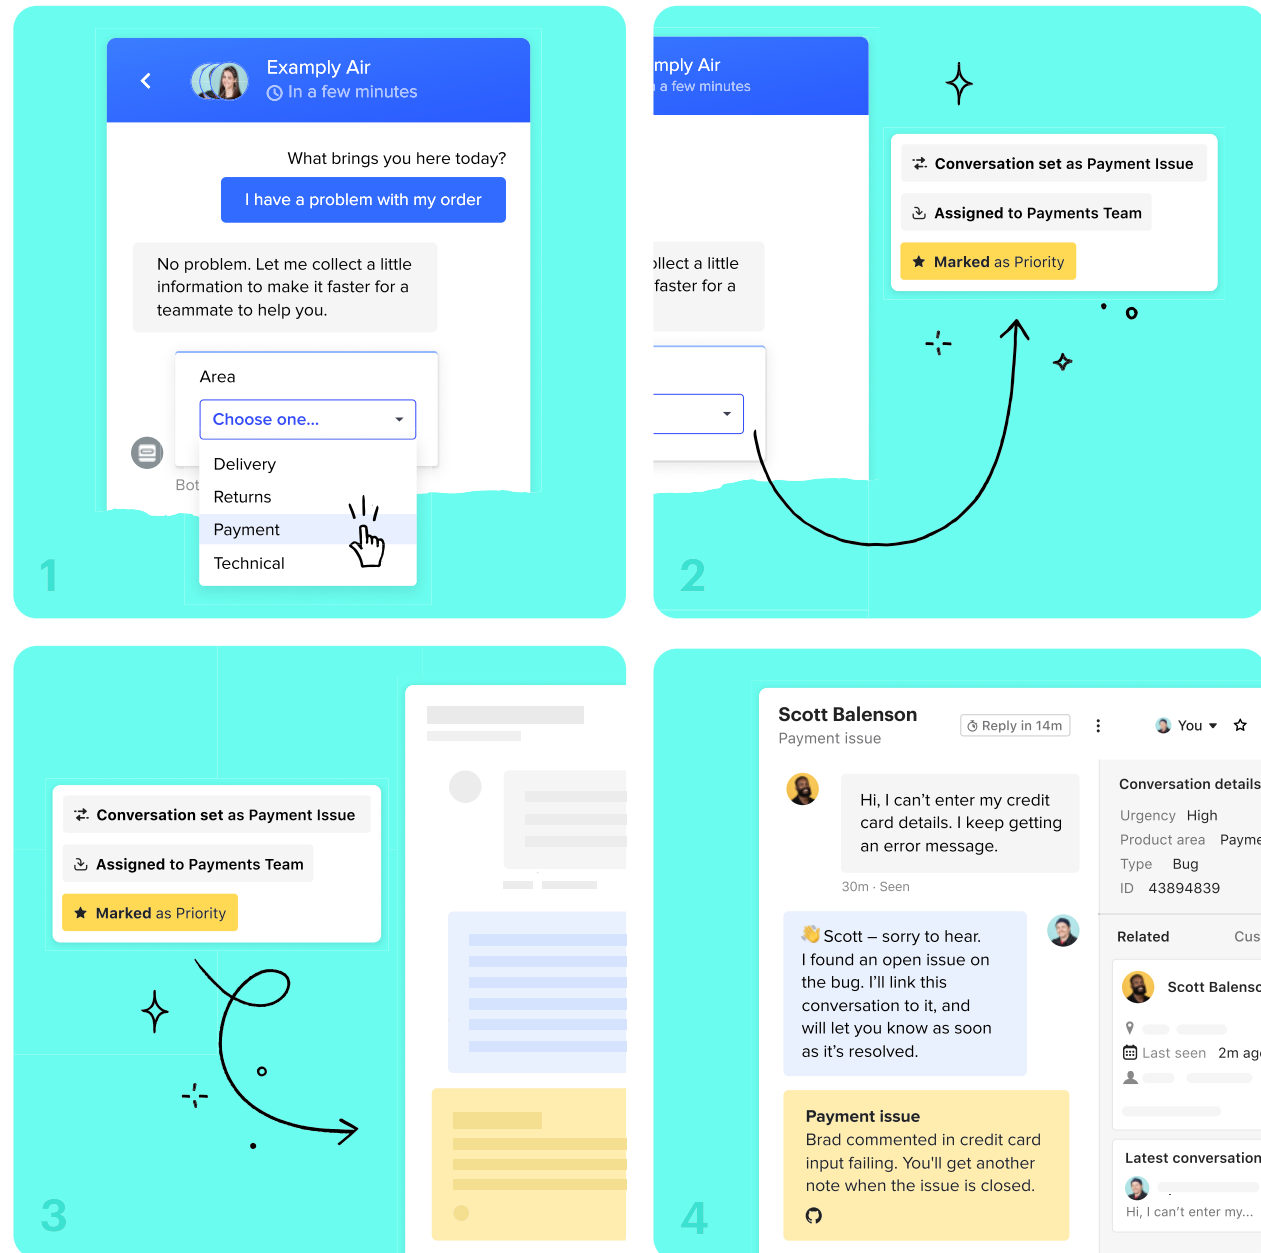 Examply Air
In a few minutes
What brings you here today?
I have a problem with my order
No problem. Let me collect a little
information to make it faster for a
teammate to help you.
Area
Choose one...
Delivery
Bot
Returns
Payment
Technical
1
mply Air
a few minutes
Conversation set as Payment Issue
Assigned to Payments Team
Marked as Priority
ollect a little
faster for a
2
Conversation set as Payment Issue
Assigned to Payments Team
Marked as Priority
3
Scott Balenson
Payment issue
Reply in 14m
You
Hi, I can’t enter my credit
card details. I keep getting
an error message.
30m · Seen
👋 Scott – sorry to hear.
I found an open issue on
the bug. I’ll link this
conversation to it, and
will let you know as soon
as it’s resolved.
Payment issue
Brad commented in credit card
input failing. You'll get another
note when the issue is closed.
Conversation details
Urgency High
Product area Payme
Type Bug
ID 43894839
Related Cus
Scott Balenso
Last seen 2m ag
Latest conversation
Hi, I can’t enter my...
4